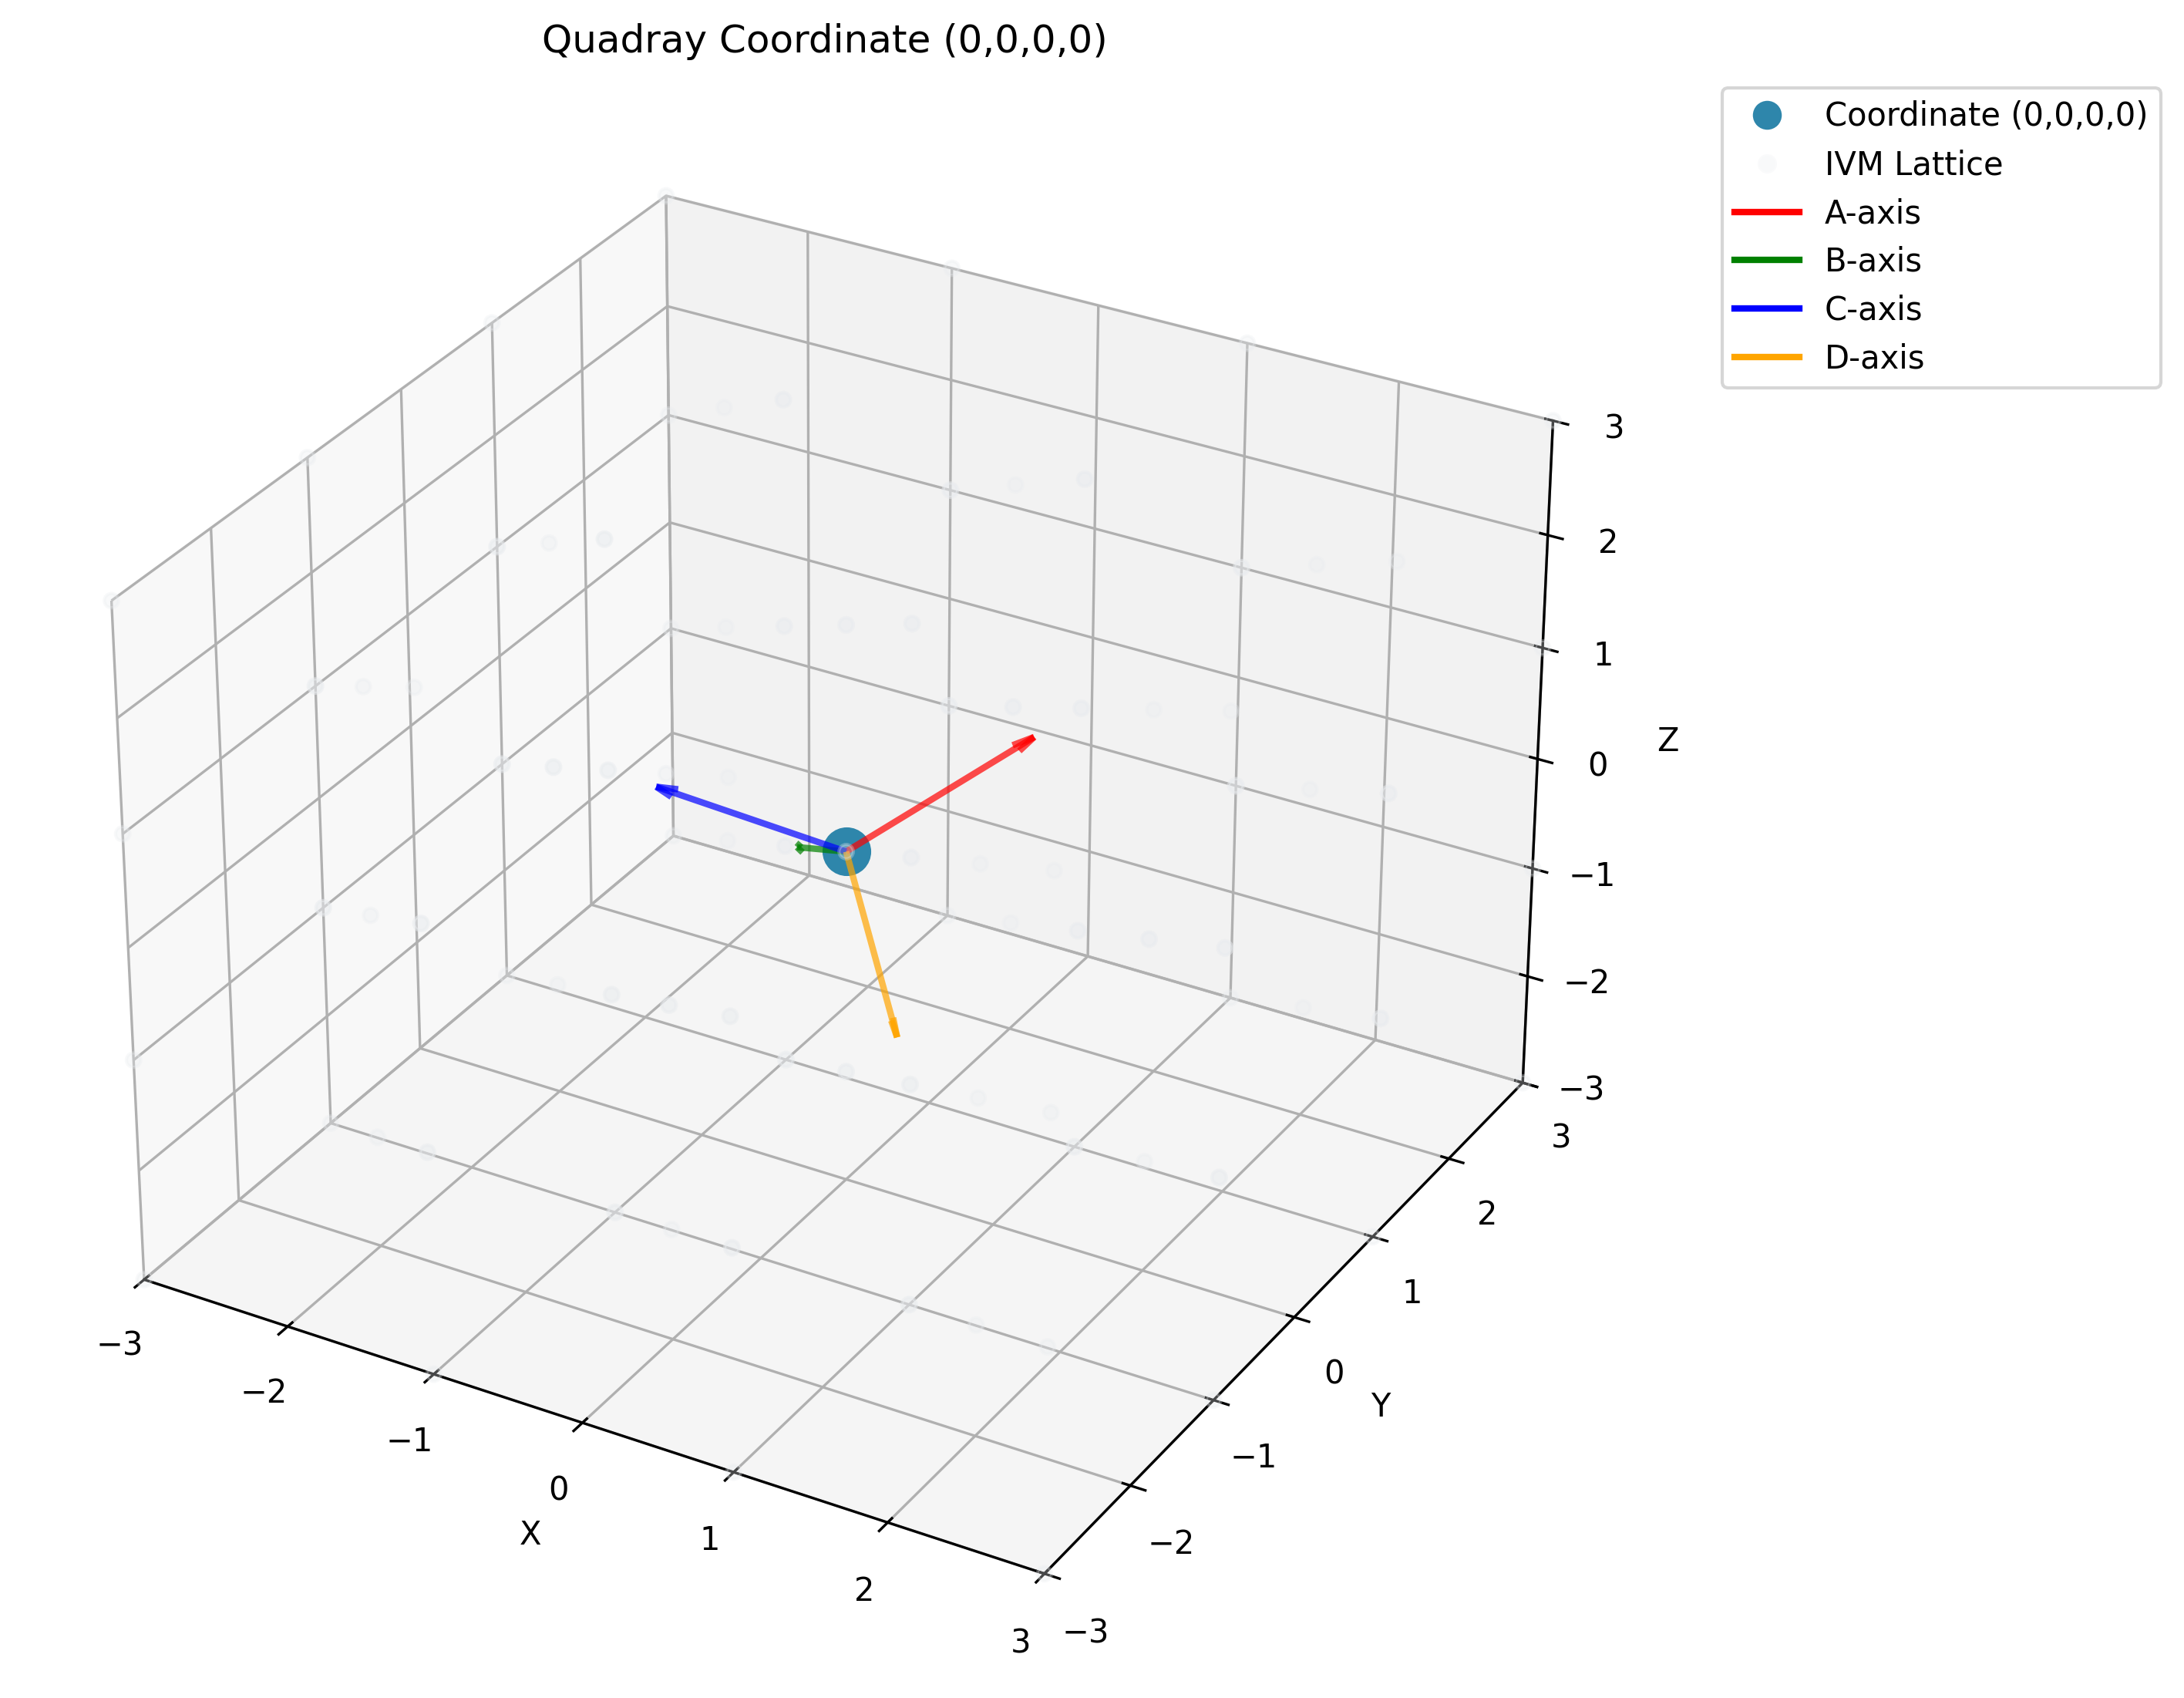 Quadray Coordinate (0,0,0,0)
Coordinate (0,0,0,0)
IVM Lattice
A-axis
B-axis
C-axis
D-axis
3
2
1
0
−1
−2
−3
Z
3
2
1
0
−1
−2
−3
Y
−3
−2
−1
0
1
2
3
X